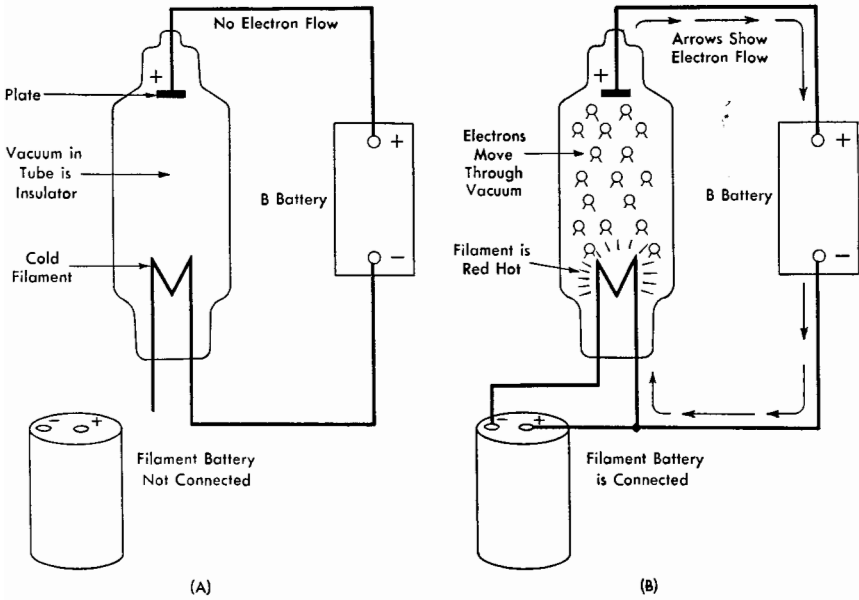 No Electron Flow
+
Plate
Vacuum in
Tube is
Insulator
B Battery
+
−
Cold
Filament
− +
Filament Battery
Not Connected
(A)
Arrows Show
Electron Flow
+
Electrons
Move
Through
Vacuum
B Battery
+
−
Filament is
Red Hot
− +
Filament Battery
is Connected
(B)